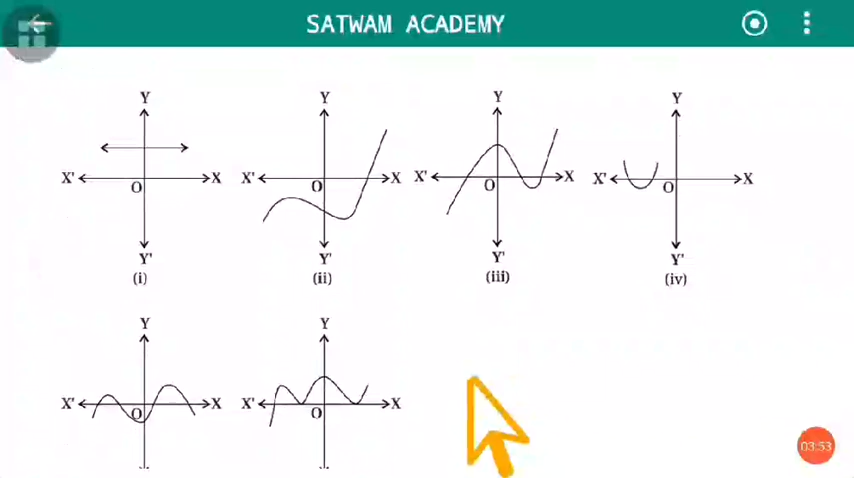 SATWAM ACADEMY
Y Y Y Y
X' O X X' O X X' O X X' O X
Y' Y' Y' Y'
(i) (ii) (iii) (iv)
Y Y
X' O X X' O X
03:53